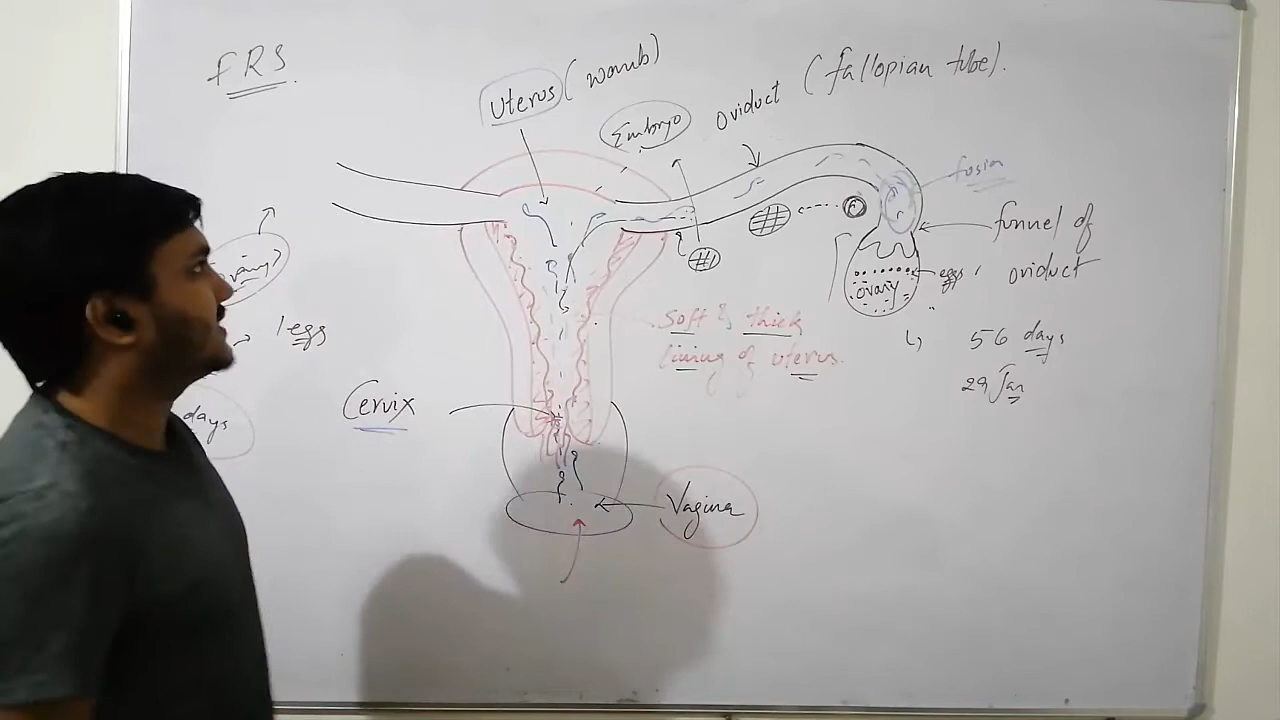 FRS.
Uterus (womb)
Embryo
Oviduct (fallopian tube).
fusion
funnel of
oviduct
eggs
ovary
1 egg
56 days
29 Jan
Soft & thick
lining of uterus.
Cervix
days
Vagina